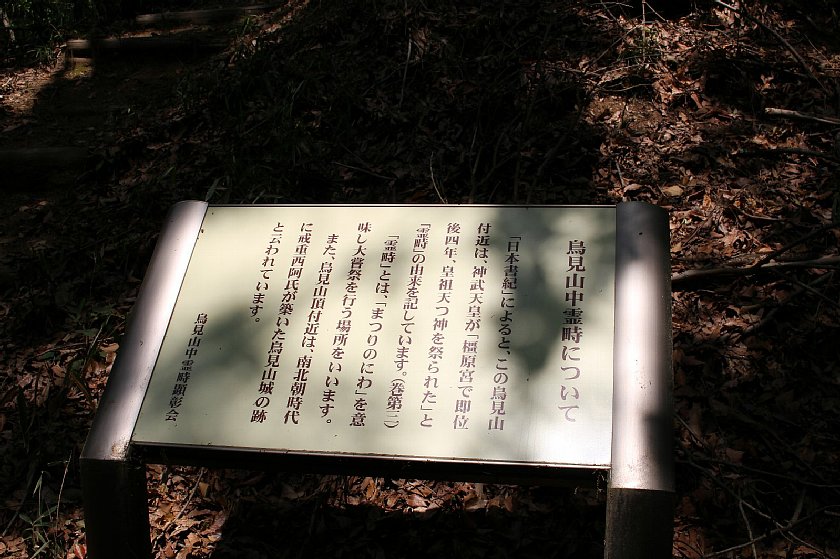 鳥見山中霊畤について
「日本書紀」によると、この鳥見山
付近は、神武天皇が「橿原宮で即位
後四年、皇祖天つ神を祭られた」と
『霊畤』の由来を記しています。（巻第三）
「霊畤」とは、「まつりのにわ」を意
味し大嘗祭を行う場所をいいます。
また、鳥見山頂付近は、南北朝時代
に戒重西阿氏が築いた鳥見山城の跡
と云われています。
鳥見山中霊畤顕彰会